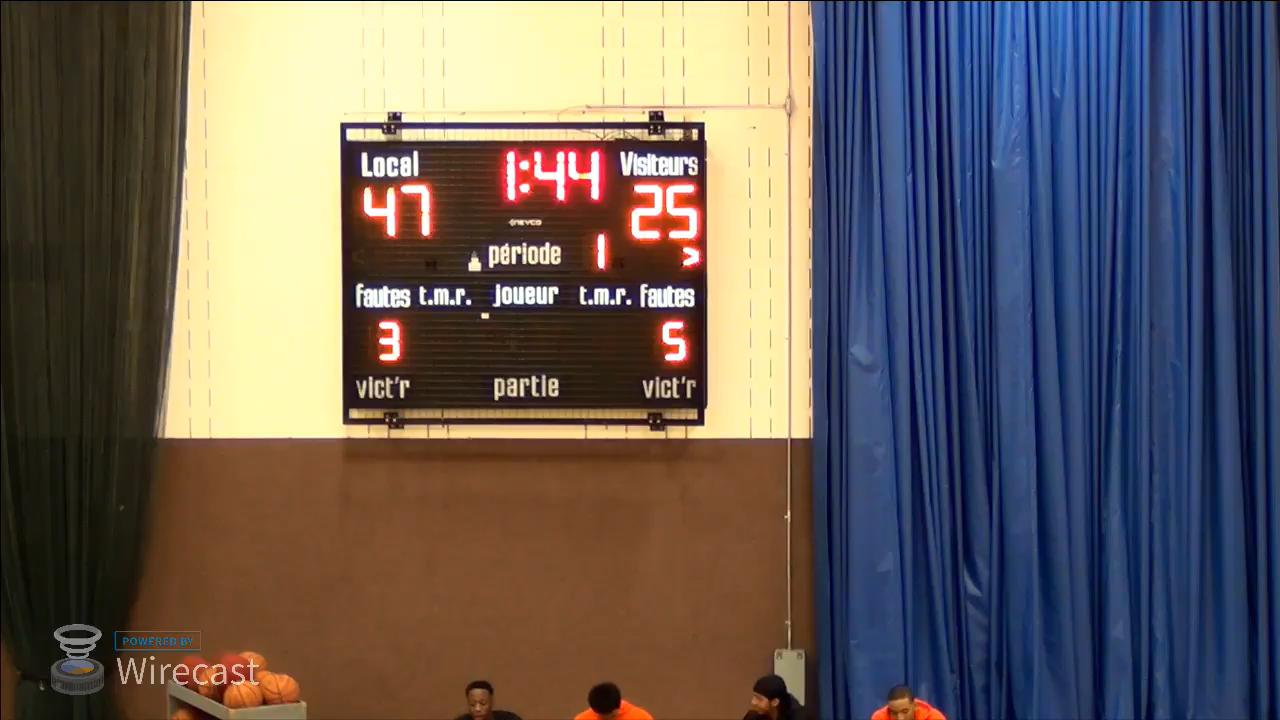 Local 1:44 Visiteurs
47 25
NEVCO
période 1 >
fautes t.m.r. joueur t.m.r. fautes
3 5
vict'r partie vict'r
POWERED BY
Wirecast